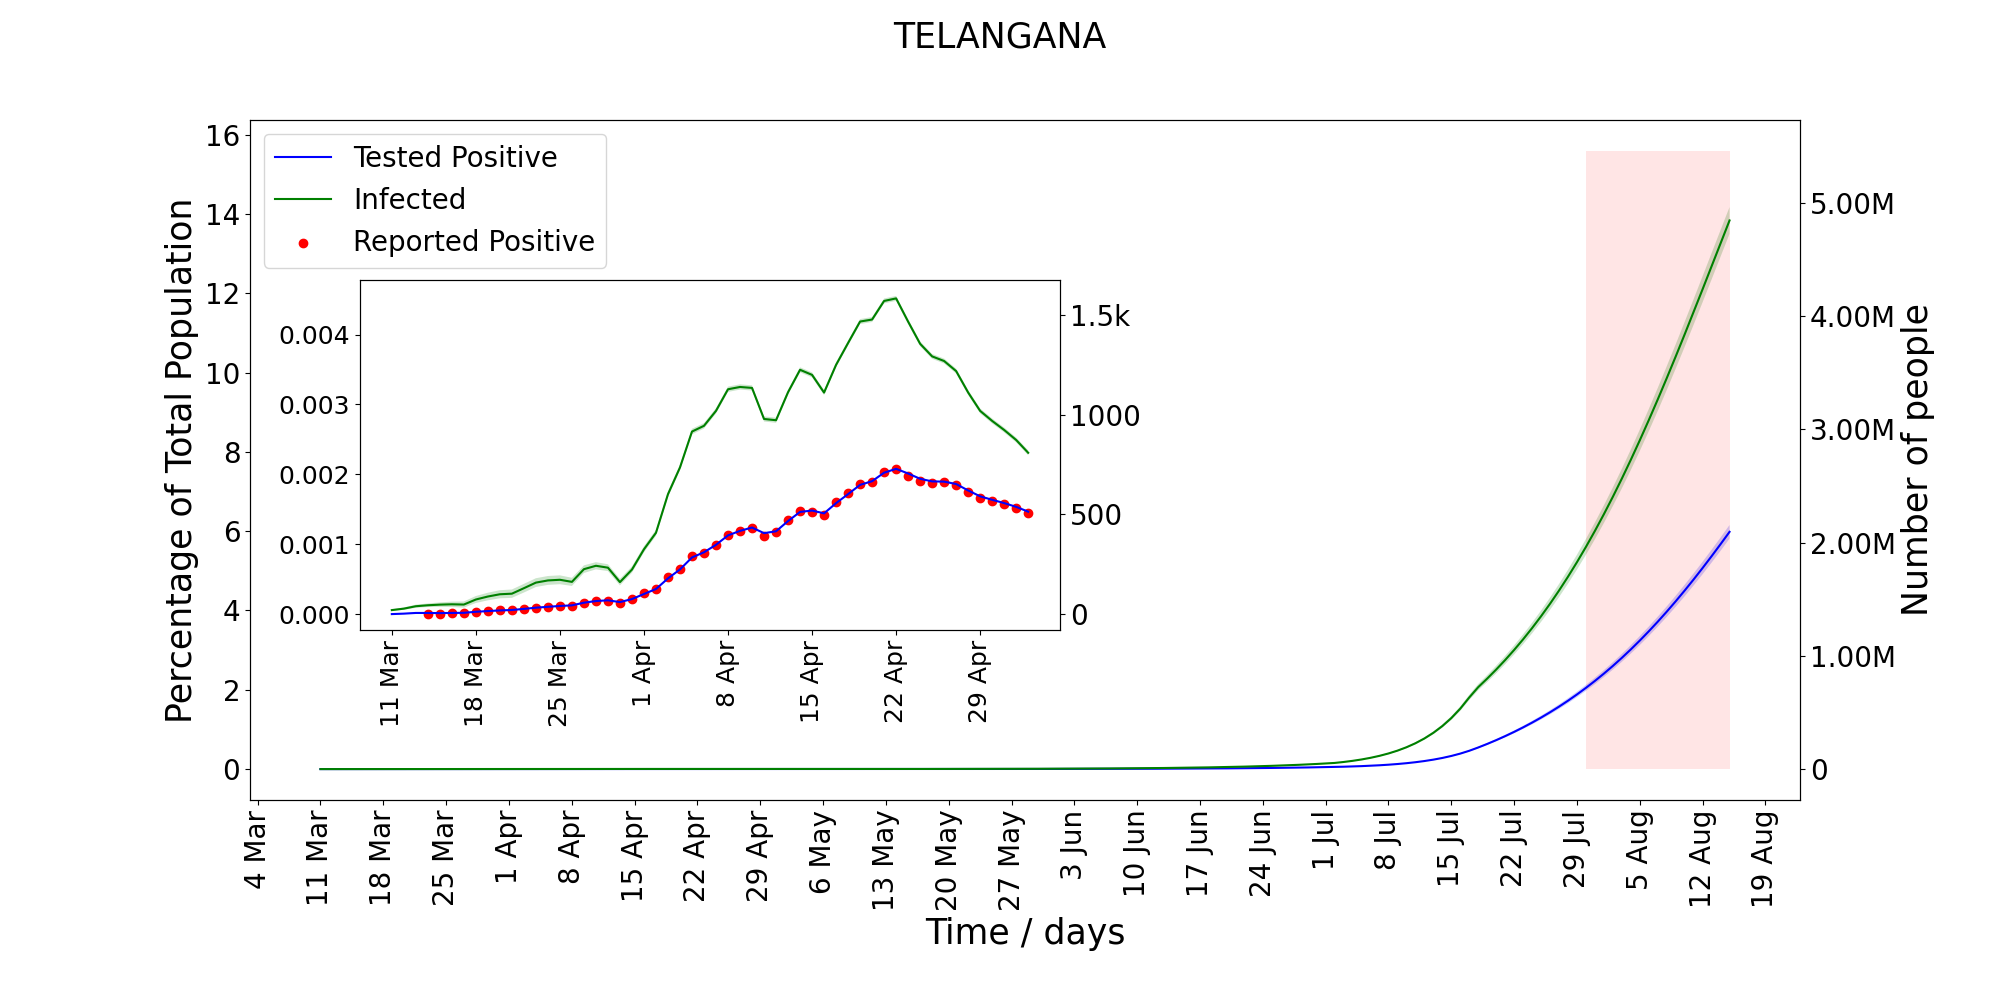 TELANGANA
Tested Positive
Infected
Reported Positive
Percentage of Total Population
16
14
12
10
8
6
4
2
0
0.004
0.003
0.002
0.001
0.000
1.5k
1000
500
0
11 Mar
18 Mar
25 Mar
1 Apr
8 Apr
15 Apr
22 Apr
29 Apr
5.00M
4.00M
3.00M
2.00M
1.00M
0
Number of people
4 Mar
11 Mar
18 Mar
25 Mar
1 Apr
8 Apr
15 Apr
22 Apr
29 Apr
6 May
13 May
20 May
27 May
3 Jun
10 Jun
17 Jun
24 Jun
1 Jul
8 Jul
15 Jul
22 Jul
29 Jul
5 Aug
12 Aug
19 Aug
Time / days